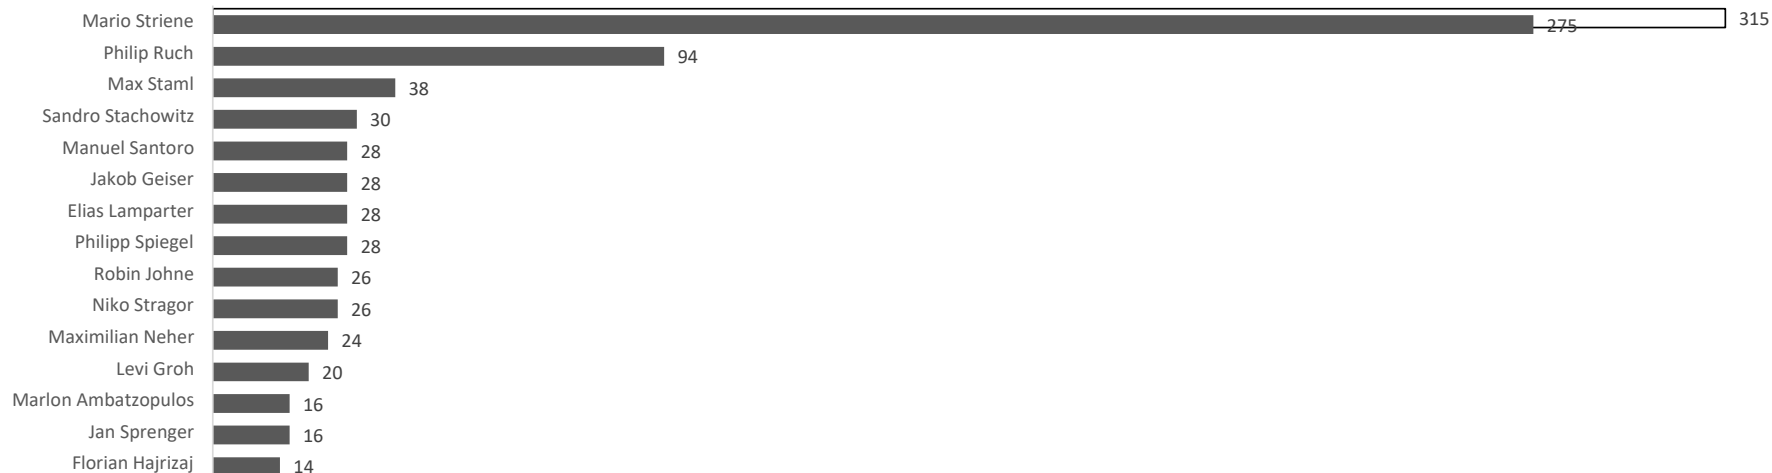 Mario Striene 275 315
Philip Ruch 94
Max Staml 38
Sandro Stachowitz 30
Manuel Santoro 28
Jakob Geiser 28
Elias Lamparter 28
Philipp Spiegel 28
Robin Johne 26
Niko Stragor 26
Maximilian Neher 24
Levi Groh 20
Marlon Ambatzopulos 16
Jan Sprenger 16
Florian Hajrizaj 14